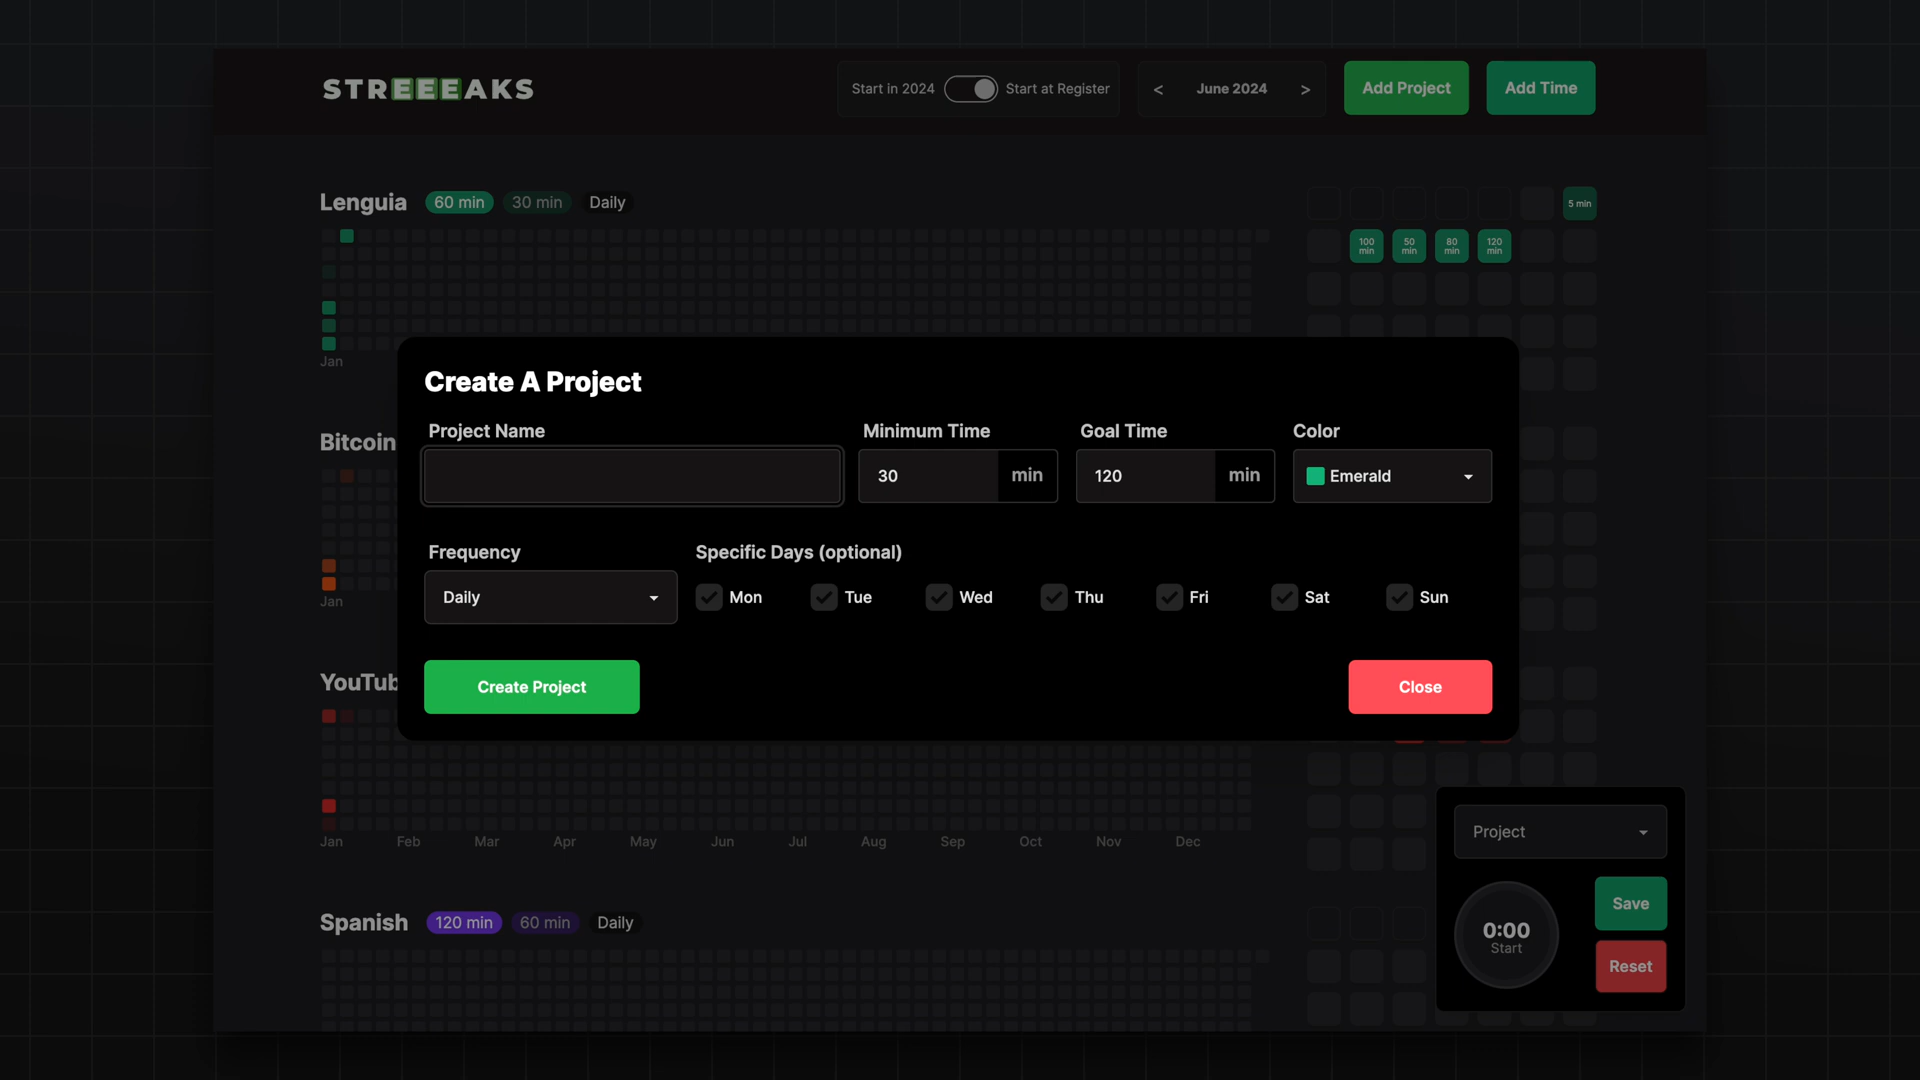 STREEEAKS
Start in 2024 Start at Register
< June 2024 >
Add Project
Add Time
Lenguia 60 min 30 min Daily
5 min
100 min
50 min
80 min
120 min
Jan
Bitcoin
Jan
Create A Project
Project Name
Minimum Time
Goal Time
Color
30 min
120 min
Emerald
Frequency
Specific Days (optional)
Daily
Mon Tue Wed Thu Fri Sat Sun
Create Project
Close
YouTub
Jan Feb Mar Apr May Jun Jul Aug Sep Oct Nov Dec
Spanish 120 min 60 min Daily
Project
0:00
Start
Save
Reset